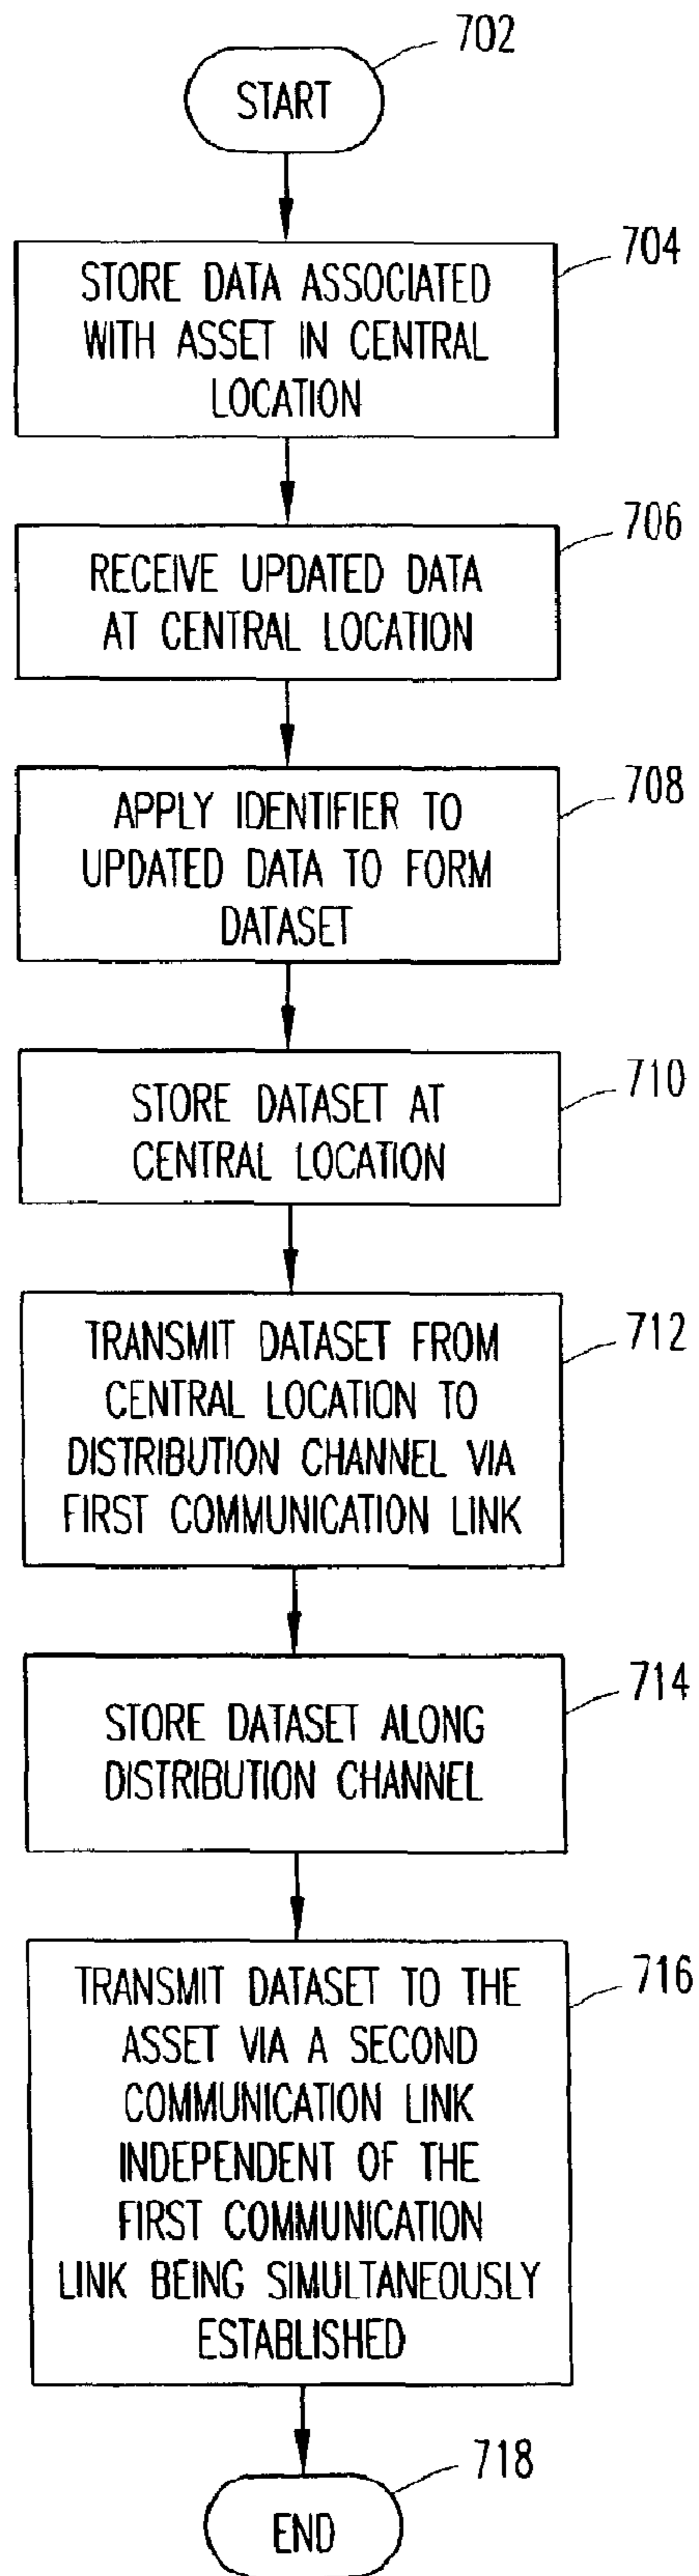 702
START
704
STORE DATA ASSOCIATED
WITH ASSET IN CENTRAL
LOCATION
706
RECEIVE UPDATED DATA
AT CENTRAL LOCATION
708
APPLY IDENTIFIER TO
UPDATED DATA TO FORM
DATASET
710
STORE DATASET AT
CENTRAL LOCATION
712
TRANSMIT DATASET FROM
CENTRAL LOCATION TO
DISTRIBUTION CHANNEL VIA
FIRST COMMUNICATION LINK
714
STORE DATASET ALONG
DISTRIBUTION CHANNEL
716
TRANSMIT DATASET TO THE
ASSET VIA A SECOND
COMMUNICATION LINK
INDEPENDENT OF THE
FIRST COMMUNICATION
LINK BEING SIMULTANEOUSLY
ESTABLISHED
718
END